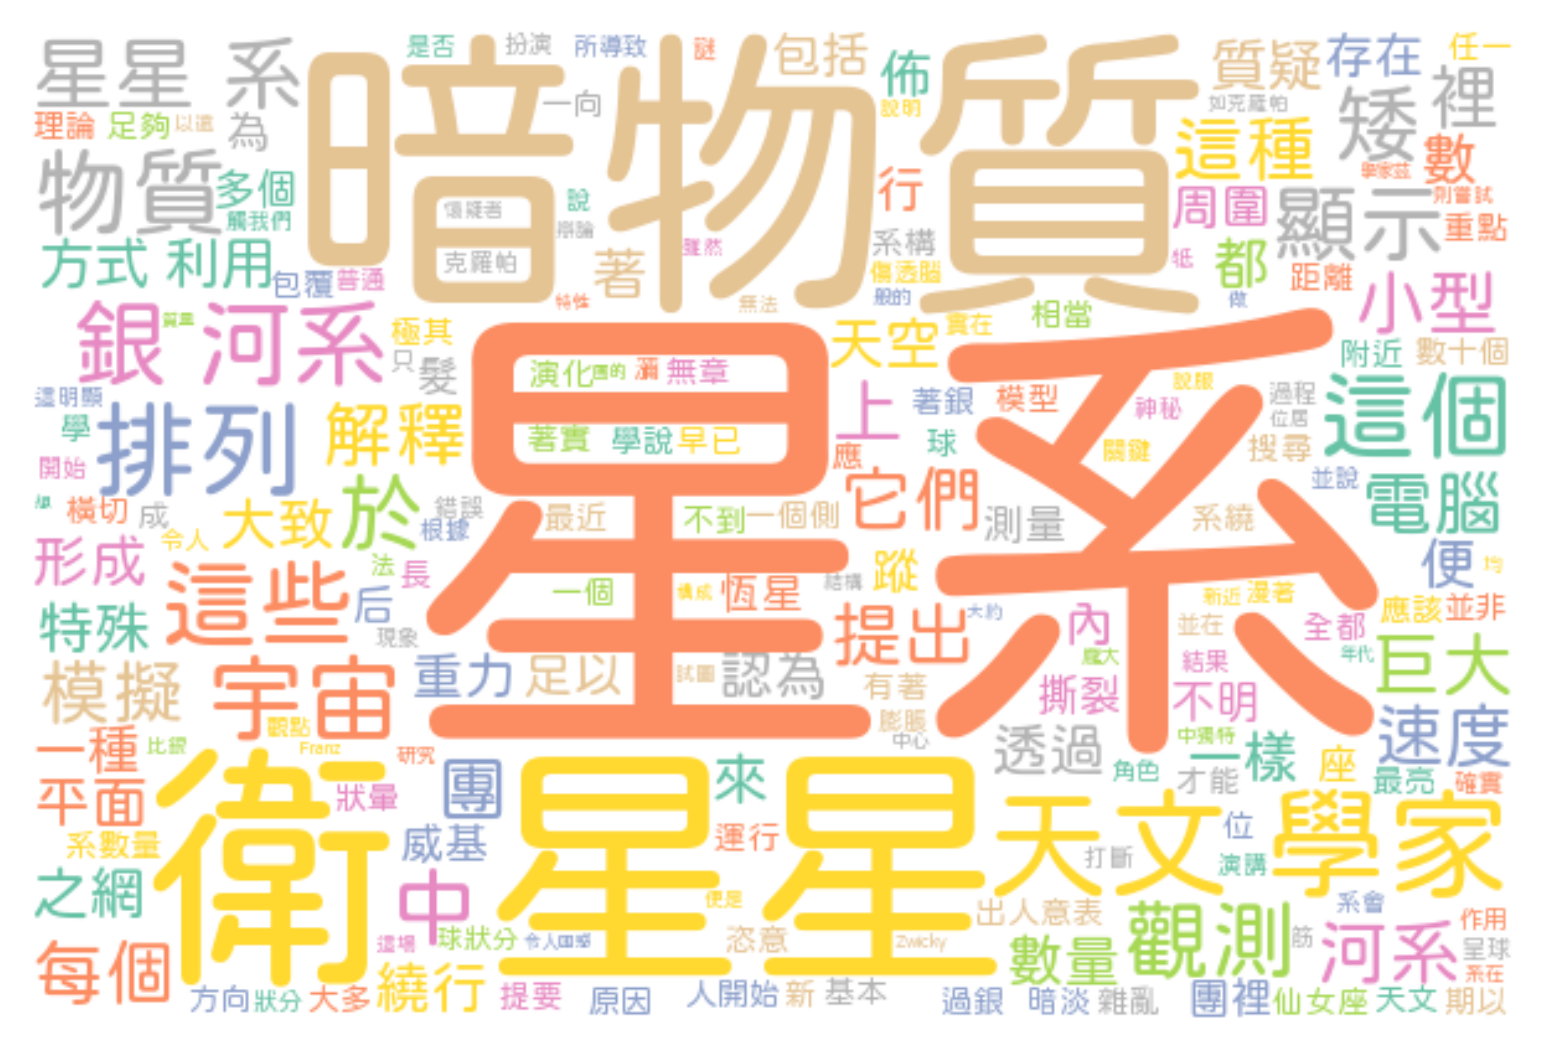 星星 系
暗物質
是否
扮演
所導致
謎
包括
佈
質疑
存在
任一
理論
足夠
以這
為
一向
說明
如克羅帕
這種
矮
裡
數
物質
多個
觸我們
懷疑者
克羅帕
說
辯論
著
雖然
行
系構
傷透腦
般的
周圍
牴
都
做
顯示
學家茲
則嘗試
重點
距離
方式
利用
包覆
普通
特性
無法
相當
小型
銀河系
質量
極其
只
髮
天空
實在
附近
數十個
星系
演化
團的
瀰
無章
著實
學說
早已
這明顯
學
開始
排列
解釋
上
應
著銀
球
模型
說服
神秘
關鍵
過程
位居
搜尋
這個
並說
電腦
橫切
成
令人
大致
於
錯誤
根據
最近
不到
一個側
它們
測量
系繞
便
均
形成
法
長
蹤
一個
構成
恆星
結構
新近
漫著
應該
並非
特殊
這些
后
現象
提出
大約
內
龐大
並在
全都
結果
年代
巨大
模擬
宇宙
重力
足以
試圖
認為
有著
撕裂
不明
膨脹
中心
速度
一種
比銀
觀點
Franz
研究
透過
中獨特
一樣
角色
才能
座
最亮
確實
平面
衛星星
狀暈
團
來
天文學家
系數量
威基
運行
打斷
位
演講
之網
中
便是
出人意表
系會
作用
這場
球狀分
令人困惑
恣意
Zwicky
數量
觀測
筋
河系
呈球
系在
每個
方向
狀分
大多
繞行
提要
原因
人開始
新
基本
過銀
暗淡
雜亂
團裡
仙女座
天文
期以